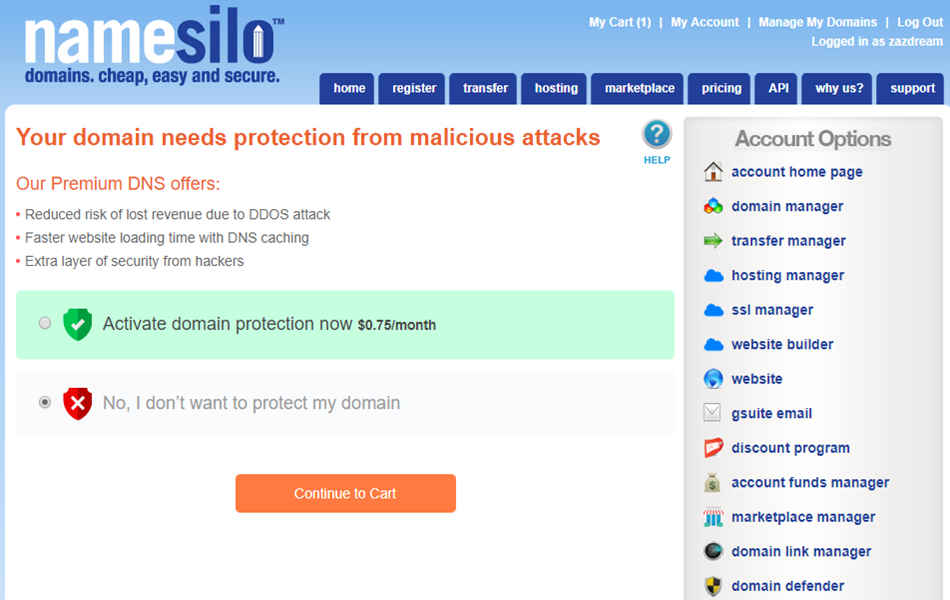 namesilo™
domains. cheap, easy and secure.
My Cart (1) | My Account | Manage My Domains | Log Out
Logged in as zazdream
home register transfer hosting marketplace pricing API why us? support
Your domain needs protection from malicious attacks
?
HELP
Our Premium DNS offers:
• Reduced risk of lost revenue due to DDOS attack
• Faster website loading time with DNS caching
• Extra layer of security from hackers
Activate domain protection now $0.75/month
No, I don’t want to protect my domain
Continue to Cart
Account Options
account home page
domain manager
transfer manager
hosting manager
ssl manager
website builder
website
gsuite email
discount program
$
account funds manager
marketplace manager
domain link manager
domain defender